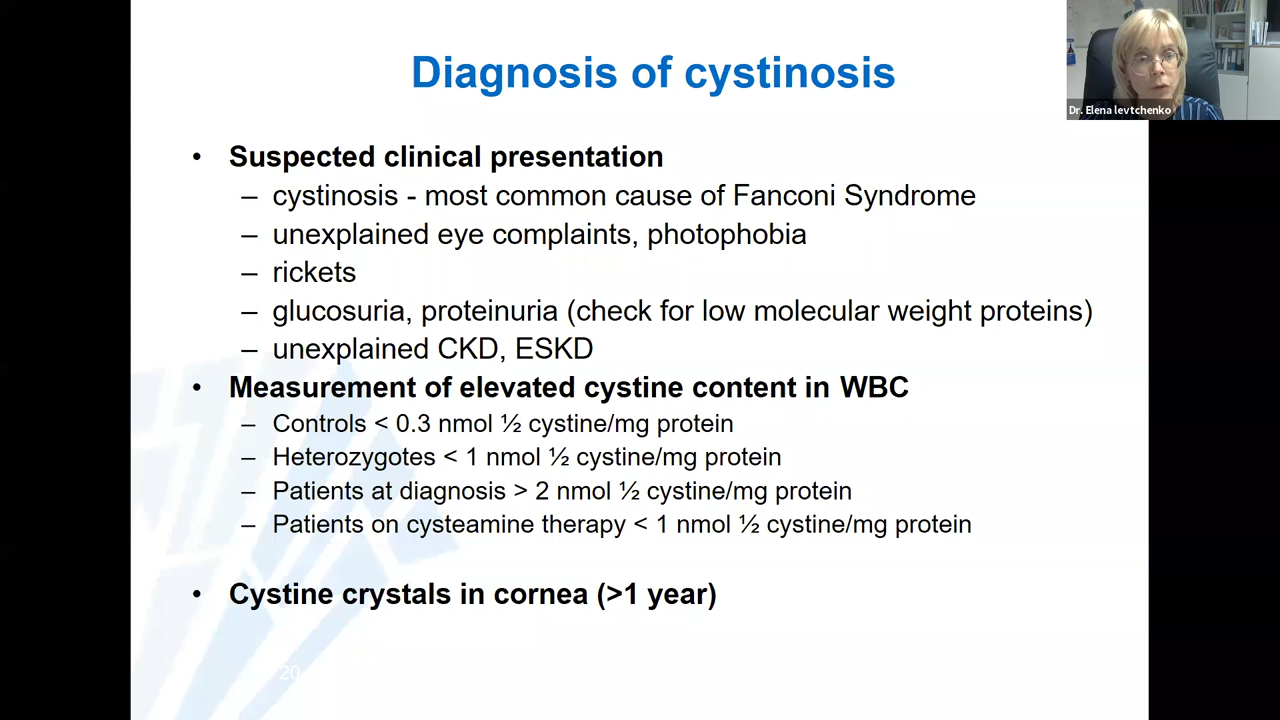 Diagnosis of cystinosis
Dr. Elena levtchenko
• Suspected clinical presentation
– cystinosis - most common cause of Fanconi Syndrome
– unexplained eye complaints, photophobia
– rickets
– glucosuria, proteinuria (check for low molecular weight proteins)
– unexplained CKD, ESKD
• Measurement of elevated cystine content in WBC
– Controls < 0.3 nmol ½ cystine/mg protein
– Heterozygotes < 1 nmol ½ cystine/mg protein
– Patients at diagnosis > 2 nmol ½ cystine/mg protein
– Patients on cysteamine therapy < 1 nmol ½ cystine/mg protein
• Cystine crystals in cornea (>1 year)
20